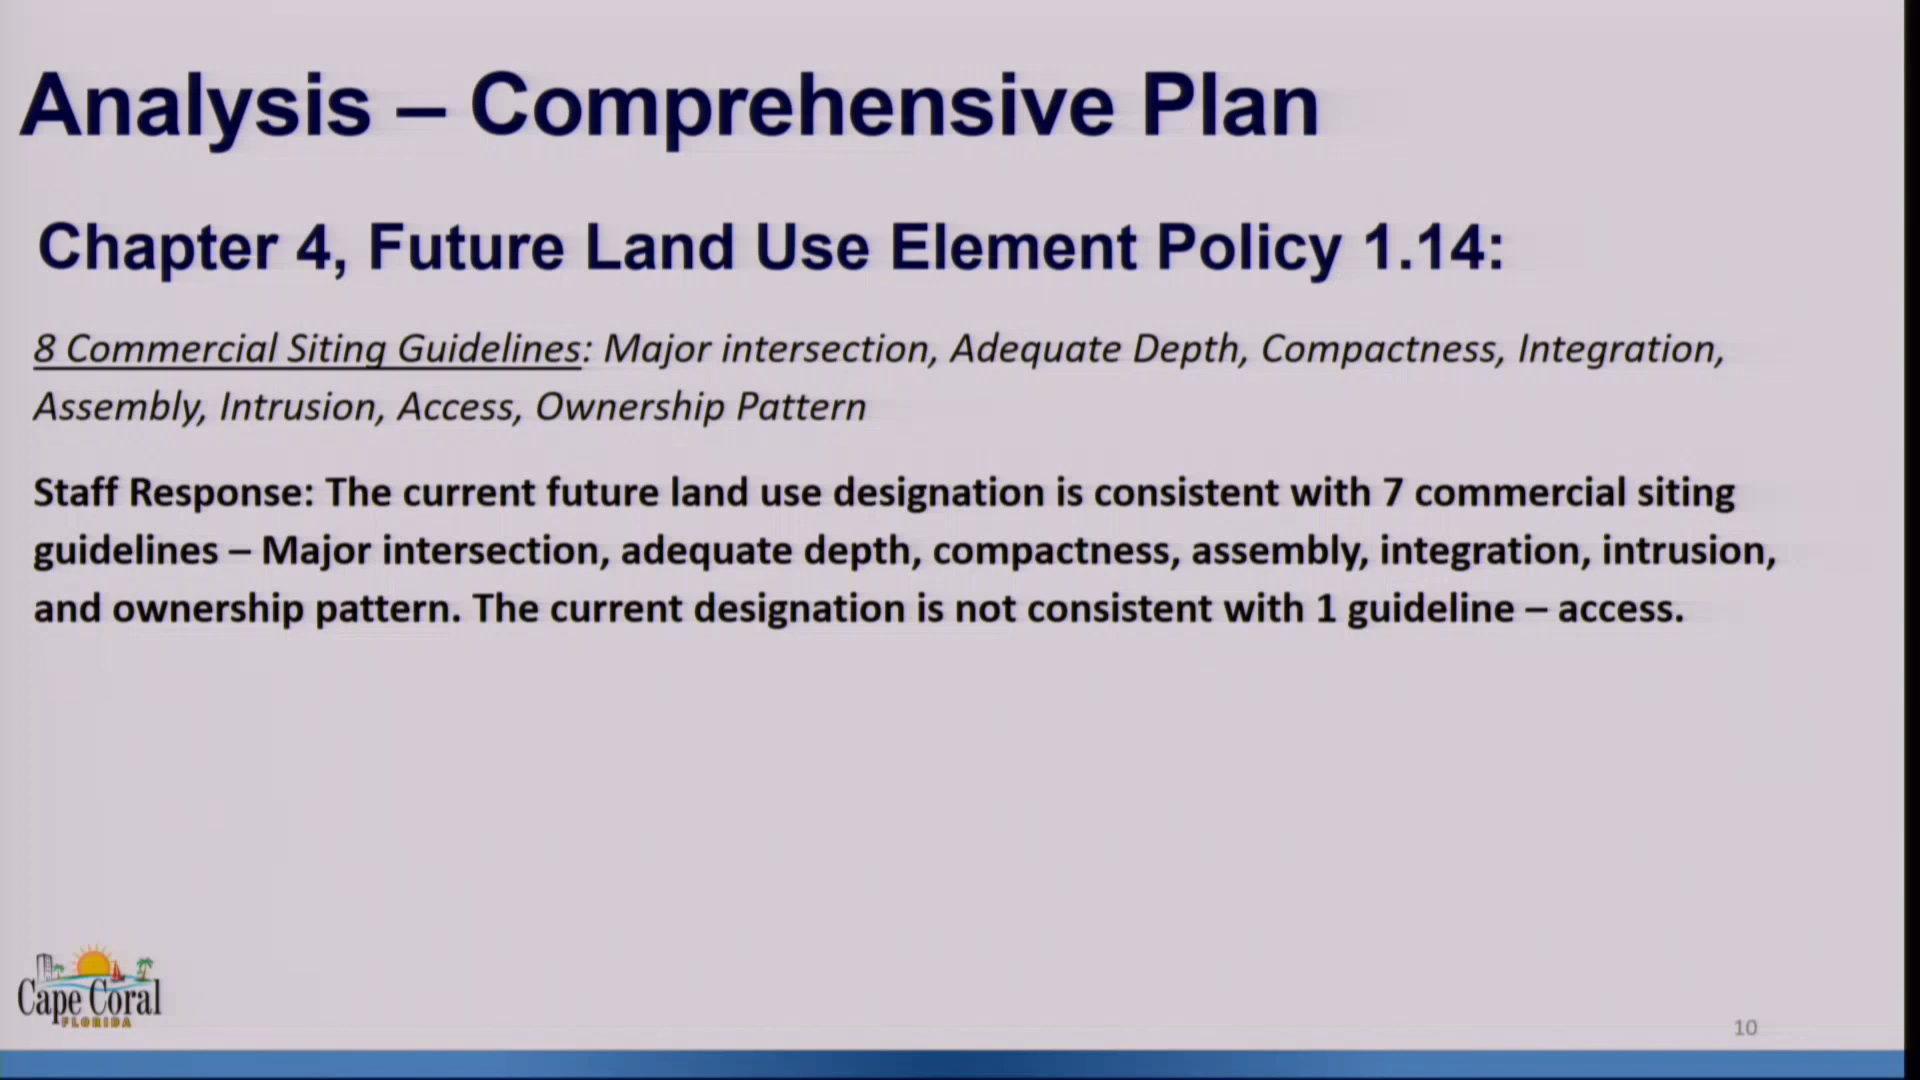 Analysis – Comprehensive Plan
Chapter 4, Future Land Use Element Policy 1.14:
8 Commercial Siting Guidelines: Major intersection, Adequate Depth, Compactness, Integration,
Assembly, Intrusion, Access, Ownership Pattern
Staff Response: The current future land use designation is consistent with 7 commercial siting
guidelines – Major intersection, adequate depth, compactness, assembly, integration, intrusion,
and ownership pattern. The current designation is not consistent with 1 guideline – access.
Cape Coral
FLORIDA
10